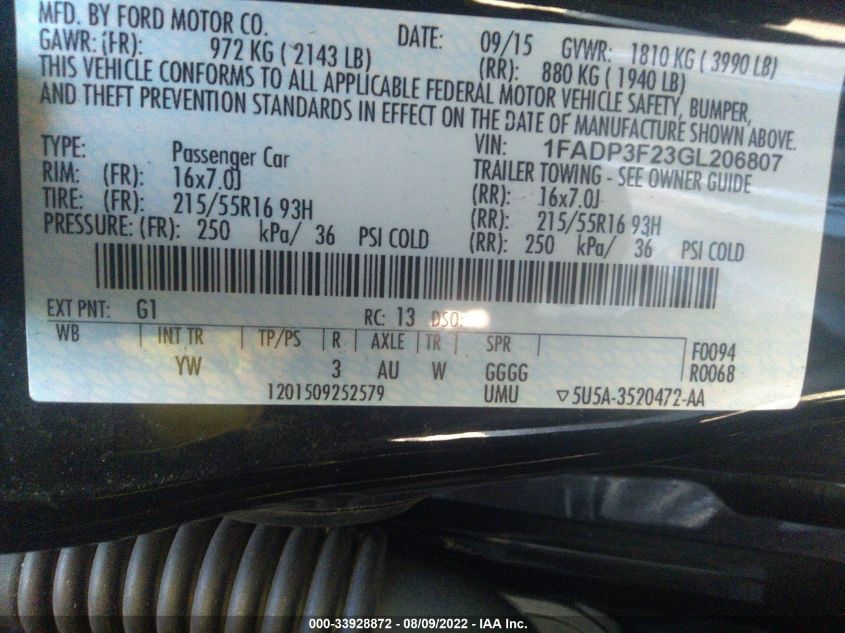 MFD. BY FORD MOTOR CO. DATE: 09/15 GVWR: 1810 KG ( 3990 LB)
GAWR: (FR): 972 KG ( 2143 LB) (RR): 880 KG ( 1940 LB)
THIS VEHICLE CONFORMS TO ALL APPLICABLE FEDERAL MOTOR VEHICLE SAFETY, BUMPER,
AND THEFT PREVENTION STANDARDS IN EFFECT ON THE DATE OF MANUFACTURE SHOWN ABOVE.
VIN: 1FADP3F23GL206807
TYPE: Passenger Car TRAILER TOWING - SEE OWNER GUIDE
RIM: (FR): 16x7.0J (RR): 16x7.0J
TIRE: (FR): 215/55R16 93H (RR): 215/55R16 93H
PRESSURE: (FR): 250 kPa/ 36 PSI COLD (RR): 250 kPa/ 36 PSI COLD
EXT PNT: G1 RC: 13 DSO:
WB INT TR TP/PS R AXLE TR SPR F0094
YW 3 AU W GGGG R0068
1201509252579 UMU ▽5U5A-3520472-AA
000-33928872 - 08/09/2022 - IAA Inc.